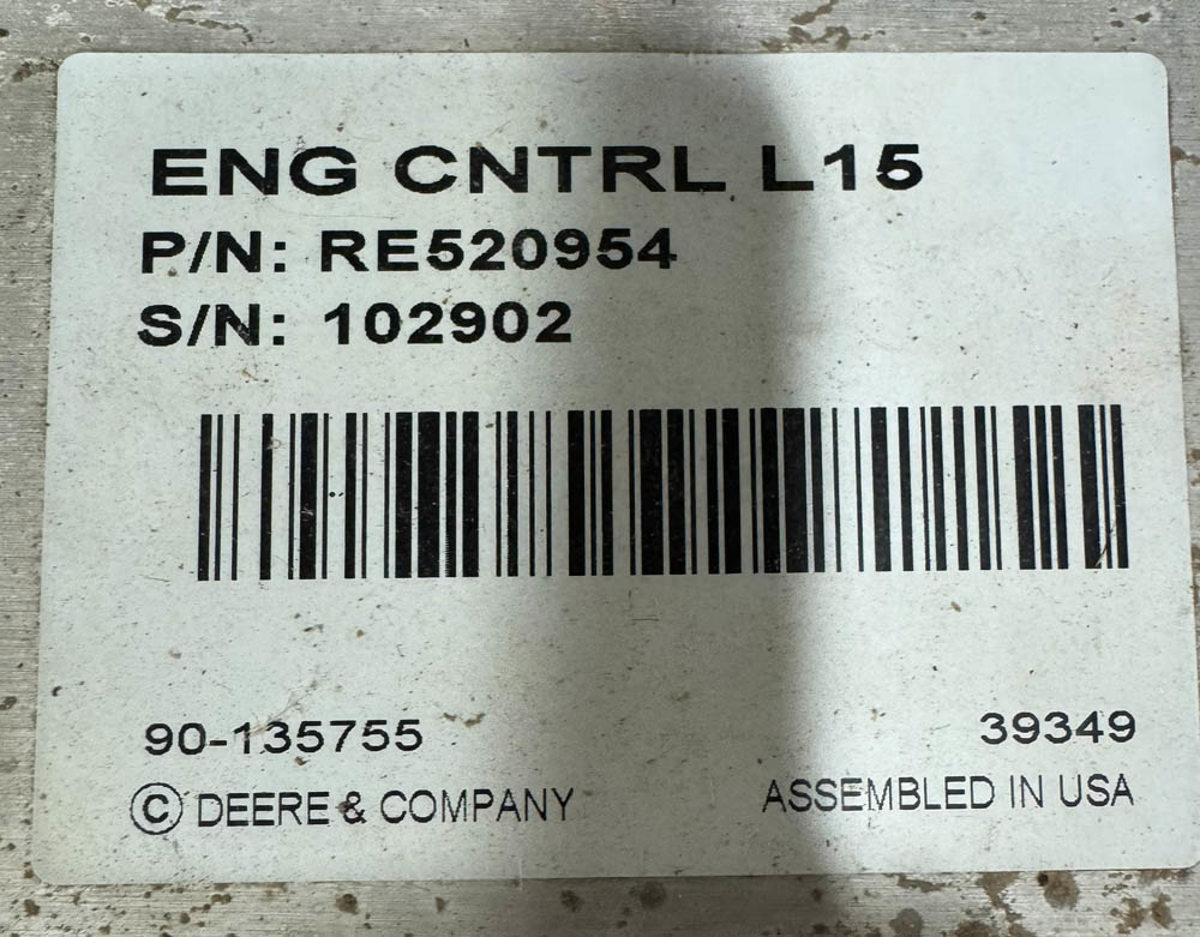 ENG CNTRL L15
P/N: RE520954
S/N: 102902
90-135755 39349
© DEERE & COMPANY ASSEMBLED IN USA